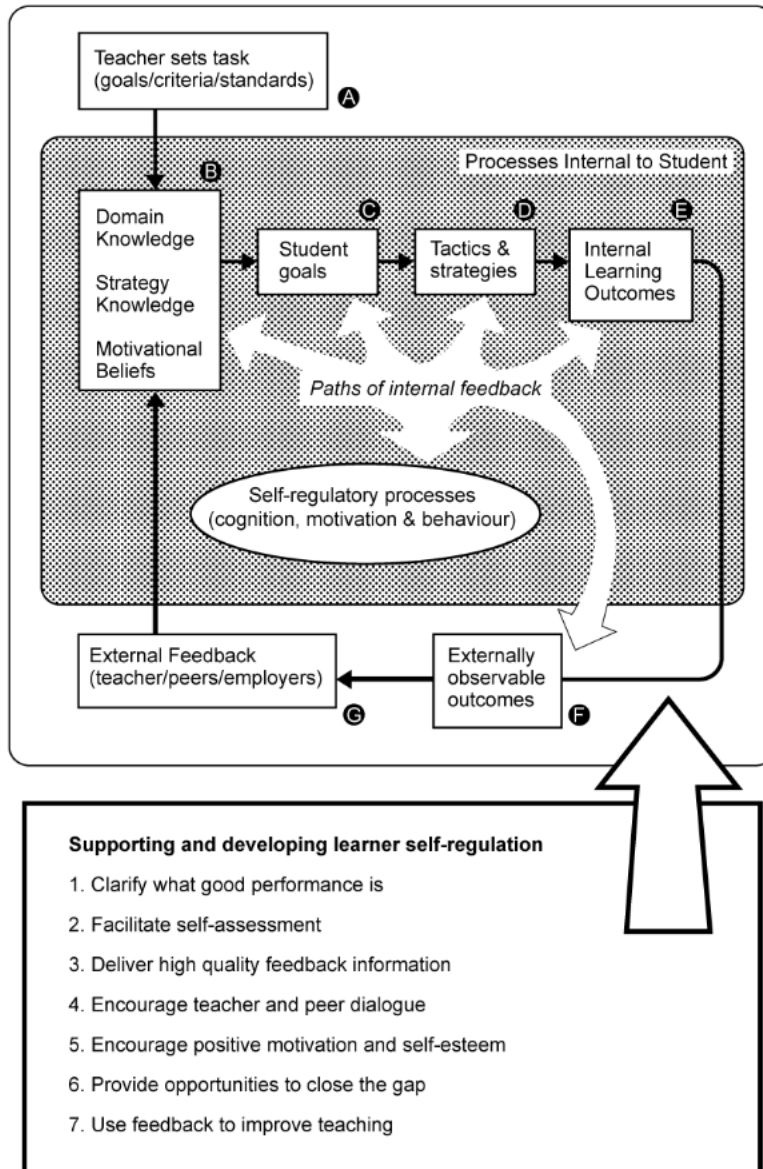 Teacher sets task
(goals/criteria/standards)
A
Processes Internal to Student
B
Domain
Knowledge
Strategy
Knowledge
Motivational
Beliefs
C
Student
goals
D
Tactics &
strategies
E
Internal
Learning
Outcomes
Paths of internal feedback
Self-regulatory processes
(cognition, motivation & behaviour)
External Feedback
(teacher/peers/employers)
G
Externally
observable
outcomes
F
Supporting and developing learner self-regulation
1. Clarify what good performance is
2. Facilitate self-assessment
3. Deliver high quality feedback information
4. Encourage teacher and peer dialogue
5. Encourage positive motivation and self-esteem
6. Provide opportunities to close the gap
7. Use feedback to improve teaching